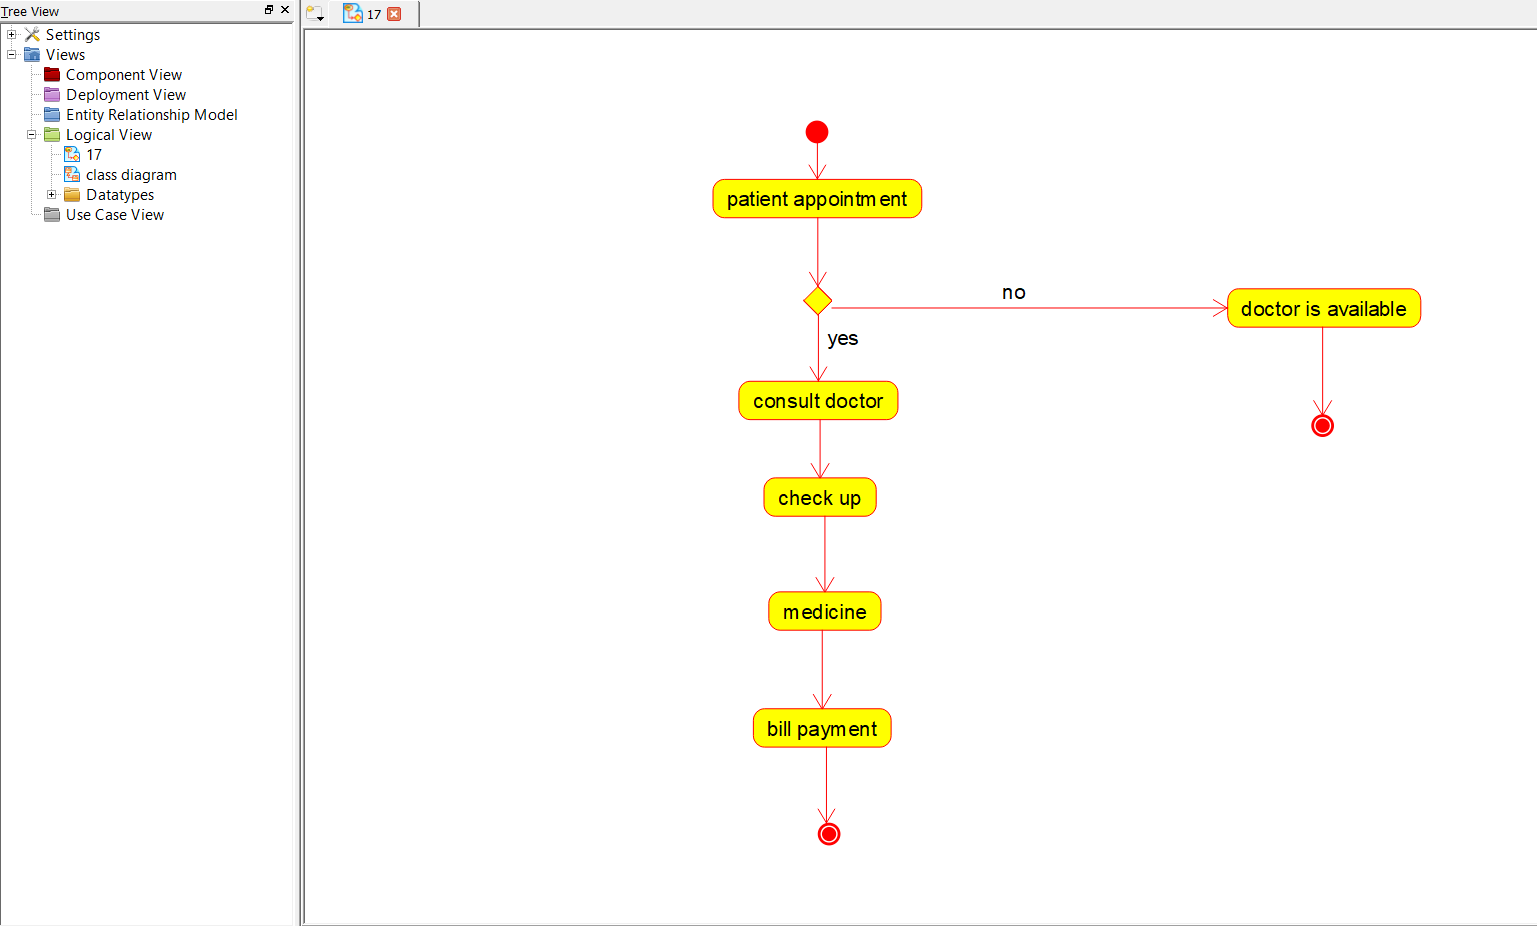 Tree View
Settings
Views
Component View
Deployment View
Entity Relationship Model
Logical View
17
class diagram
Datatypes
Use Case View
17
patient appointment
no
doctor is available
yes
consult doctor
check up
medicine
bill payment